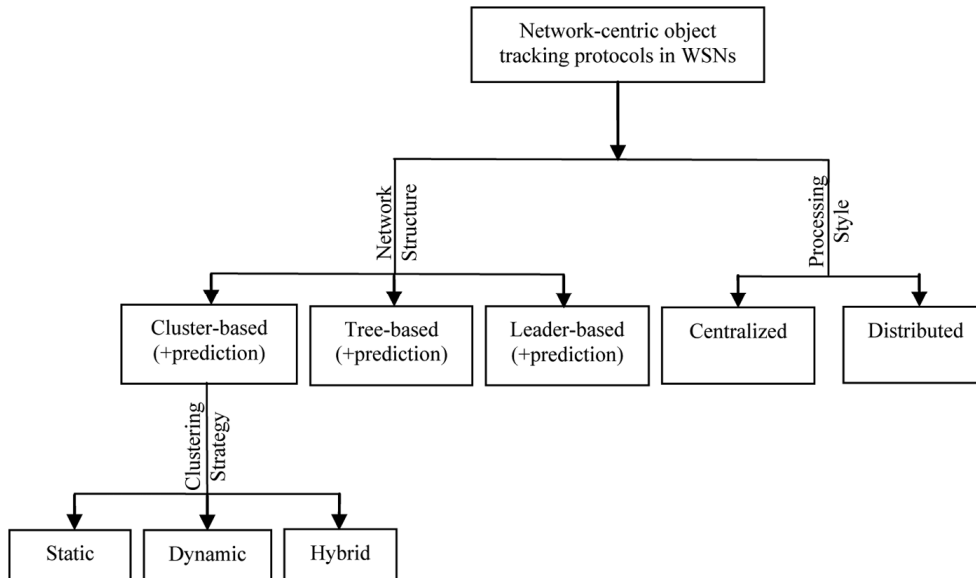 Network-centric object
tracking protocols in WSNs
Network
Structure
Processing
Style
Cluster-based
(+prediction)
Tree-based
(+prediction)
Leader-based
(+prediction)
Centralized
Distributed
Clustering
Strategy
Static
Dynamic
Hybrid